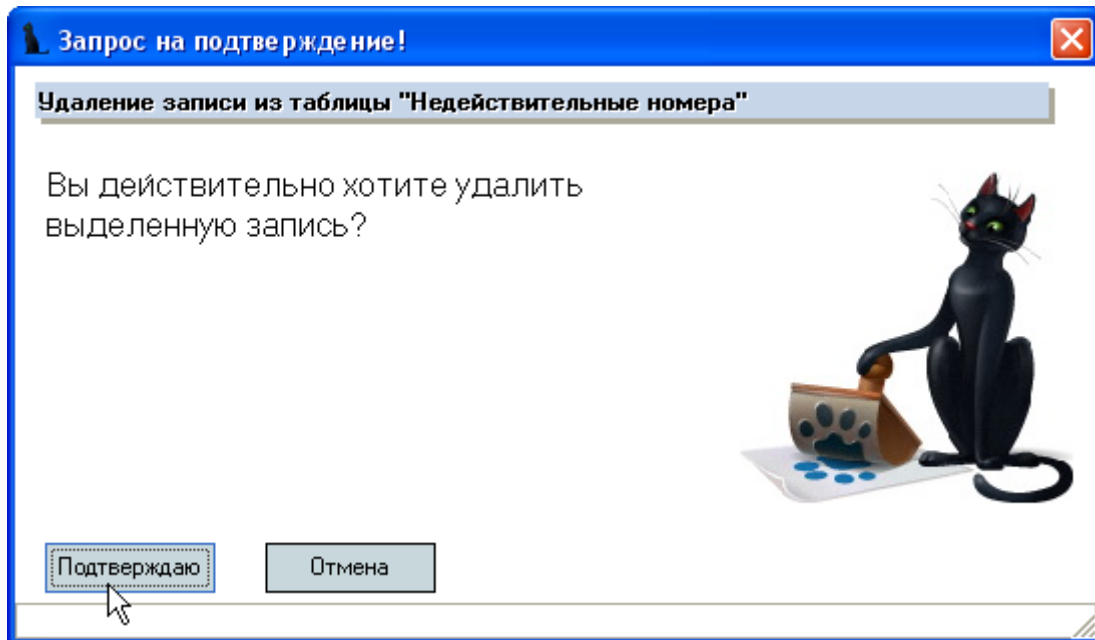 Запрос на подтверждение!
Удаление записи из таблицы "Недействительные номера"
Вы действительно хотите удалить
выделенную запись?
Подтверждаю
Отмена